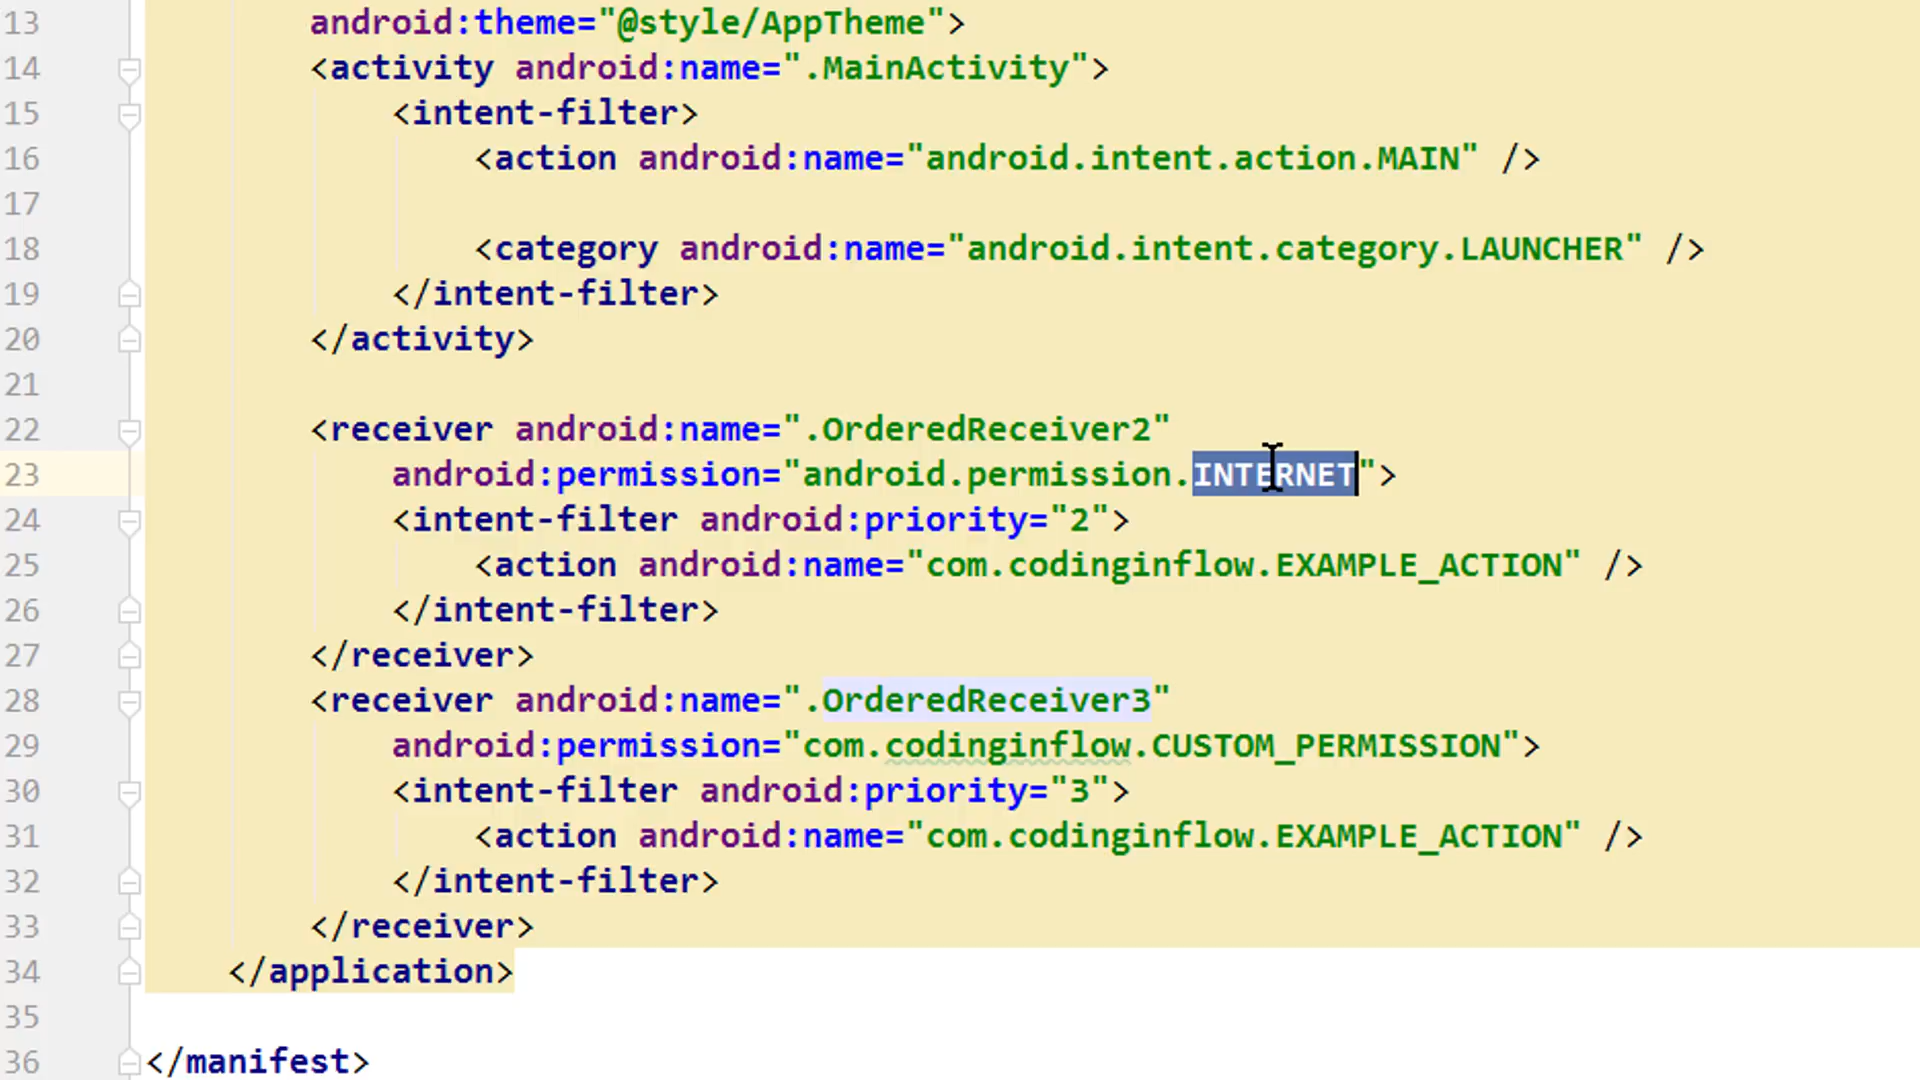 13 android:theme="@style/AppTheme">
14 <activity android:name=".MainActivity">
15 <intent-filter>
16 <action android:name="android.intent.action.MAIN" />
17
18 <category android:name="android.intent.category.LAUNCHER" />
19 </intent-filter>
20 </activity>
21
22 <receiver android:name=".OrderedReceiver2"
23 android:permission="android.permission.INTERNET">
24 <intent-filter android:priority="2">
25 <action android:name="com.codinginflow.EXAMPLE_ACTION" />
26 </intent-filter>
27 </receiver>
28 <receiver android:name=".OrderedReceiver3"
29 android:permission="com.codinginflow.CUSTOM_PERMISSION">
30 <intent-filter android:priority="3">
31 <action android:name="com.codinginflow.EXAMPLE_ACTION" />
32 </intent-filter>
33 </receiver>
34 </application>
35
36 </manifest>